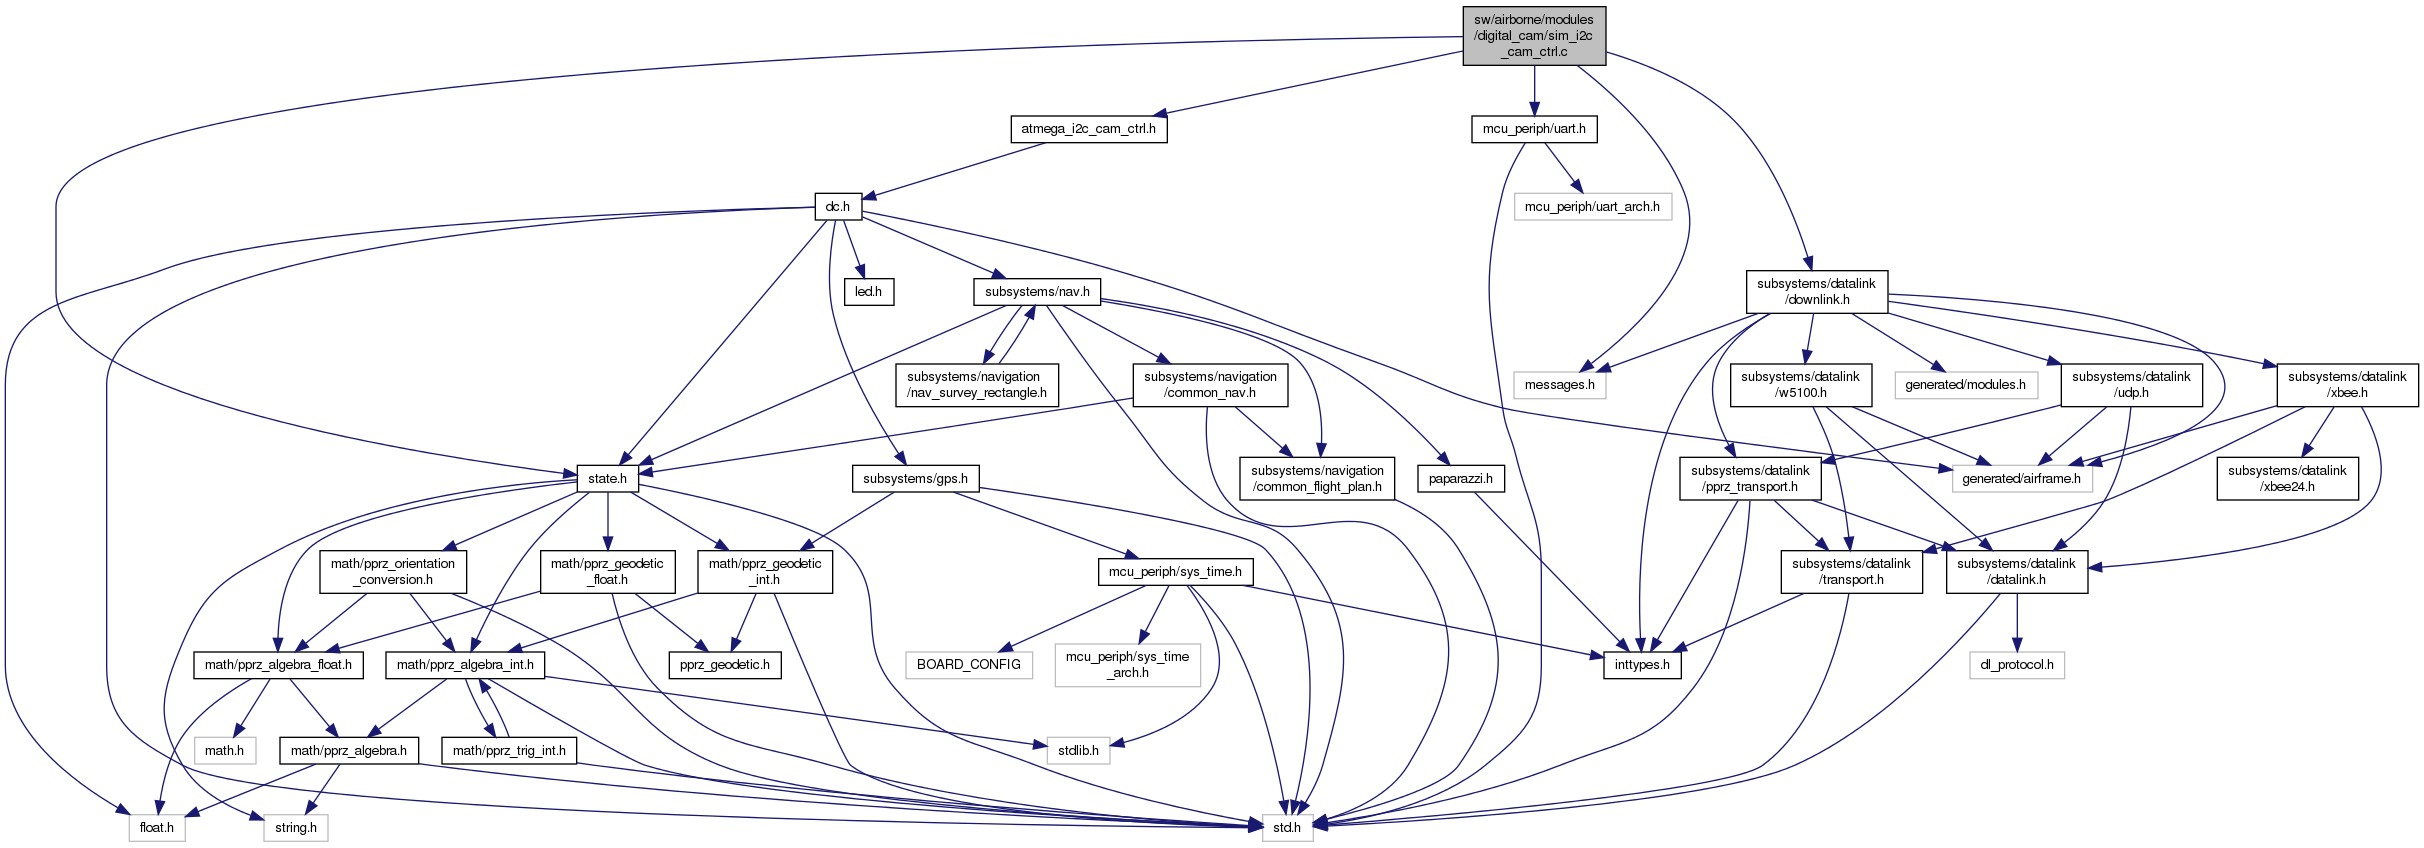 sw/airborne/modules
/digital_cam/sim_i2c
_cam_ctrl.c
atmega_i2c_cam_ctrl.h
mcu_periph/uart.h
dc.h
mcu_periph/uart_arch.h
led.h
subsystems/nav.h
subsystems/datalink
/downlink.h
subsystems/navigation
/nav_survey_rectangle.h
subsystems/navigation
/common_nav.h
messages.h
subsystems/datalink
/w5100.h
generated/modules.h
subsystems/datalink
/udp.h
subsystems/datalink
/xbee.h
state.h
subsystems/gps.h
subsystems/navigation
/common_flight_plan.h
paparazzi.h
subsystems/datalink
/pprz_transport.h
generated/airframe.h
subsystems/datalink
/xbee24.h
math/pprz_orientation
_conversion.h
math/pprz_geodetic
_float.h
math/pprz_geodetic
_int.h
mcu_periph/sys_time.h
subsystems/datalink
/transport.h
subsystems/datalink
/datalink.h
math/pprz_algebra_float.h
math/pprz_algebra_int.h
pprz_geodetic.h
BOARD_CONFIG
mcu_periph/sys_time
_arch.h
inttypes.h
dl_protocol.h
math.h
math/pprz_algebra.h
math/pprz_trig_int.h
stdlib.h
float.h
string.h
std.h